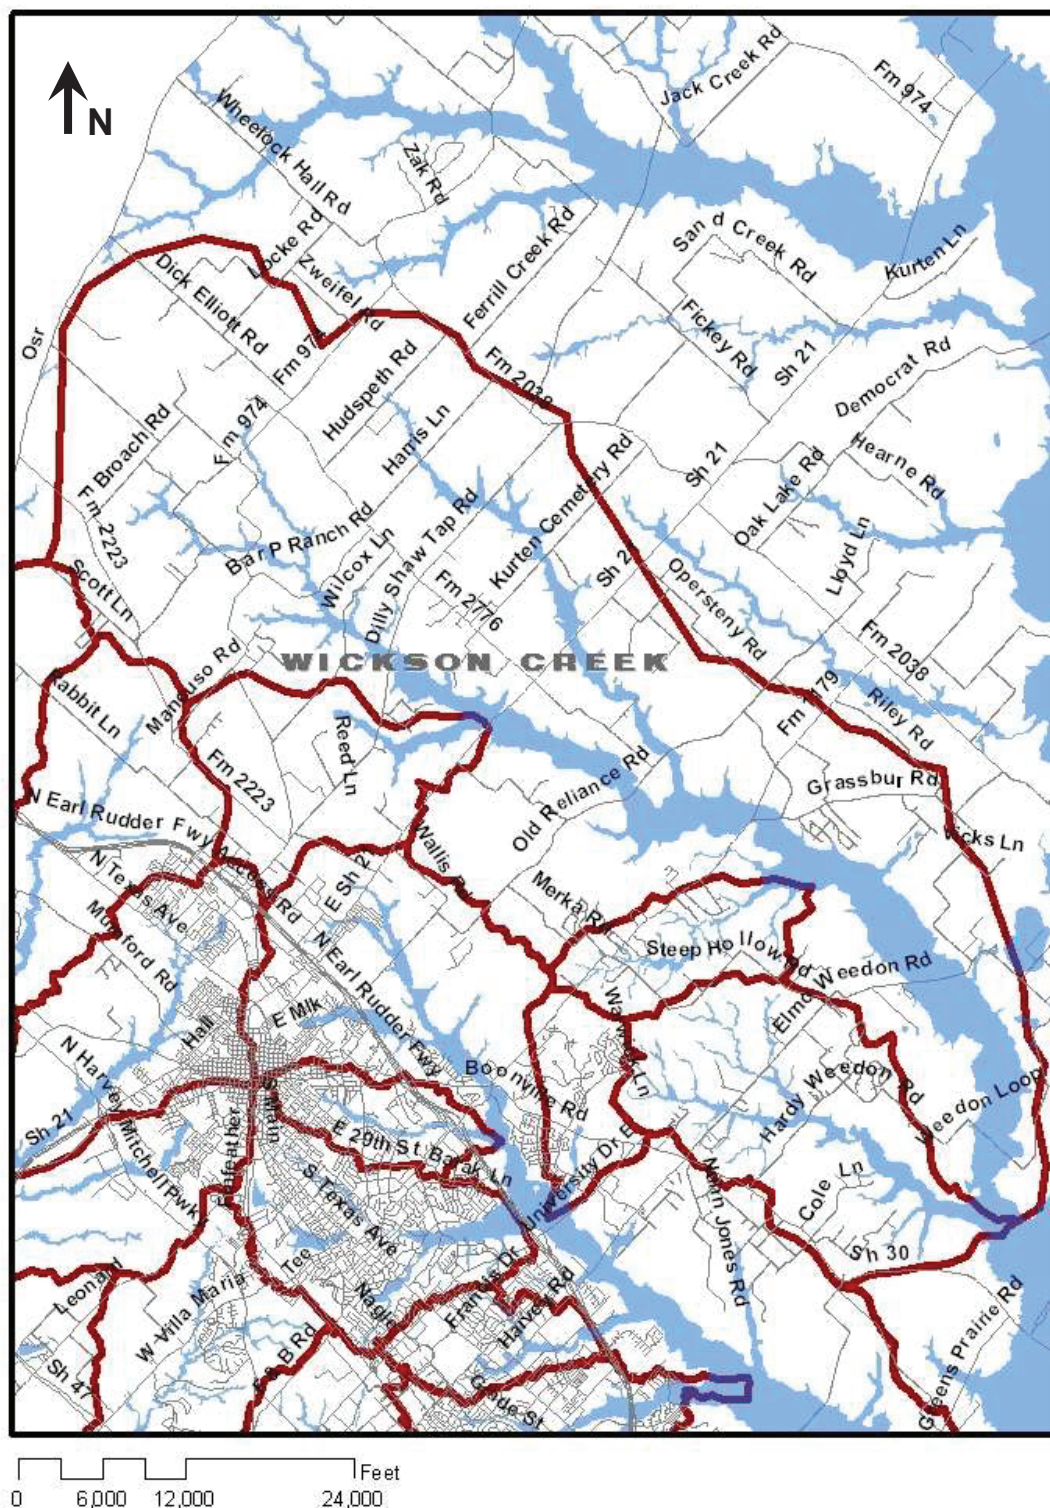 Jack Creek Rd
Fm 974
N
Wheelock Hall Rd
Zak Rd
Locke Rd
Sand Creek Rd
Kurten Ln
Dick Elliott Rd
Zweifel Rd
Ferrill Creek Rd
Osr
Fm 974
Fickey Rd
Sh 21
Hudspeth Rd
Fm 2038
Democrat Rd
Broach Rd
Fm 974
Harris Ln
Sh 21
Hearne Rd
Oak Lake Rd
Fm 2223
Bar P Ranch Rd
Kurten Cemetery Rd
Wilcox Ln
Dilly Shaw Tap Rd
Lloyd Ln
Scott Ln
Fm 2776
Sh 21
Opersteny Rd
Fm 2038
WICKSON CREEK
Mancuso Rd
Rabbit Ln
Fm 1179
Riley Rd
Reed Ln
Fm 2223
Old Reliance Rd
Grassbur Rd
N Earl Rudder Fwy Access Rd
Vicks Ln
Wallis Rd
E Sh 21
N Texas Ave
Merka Rd
Mumford Rd
N Earl Rudder Fwy
Steep Hollow Rd
Elmo Weedon Rd
Hall
E Mlk
Warwick Ln
N Harvey Mitchell Pwky
Boonville Rd
Hardy Weedon Rd
Weedon Loop
Sh 21
Finfeather
S Main
E 29th St
Barak Ln
University Dr E
S Texas Ave
Cole Ln
Nunn Jones Rd
Sh 30
Leonard
W Villa Maria
Tee
Nagle
Francis Dr
Harvey Rd
Greens Prairie Rd
Sh 47
F & B Rd
Glade St
Feet
0 6,000 12,000 24,000